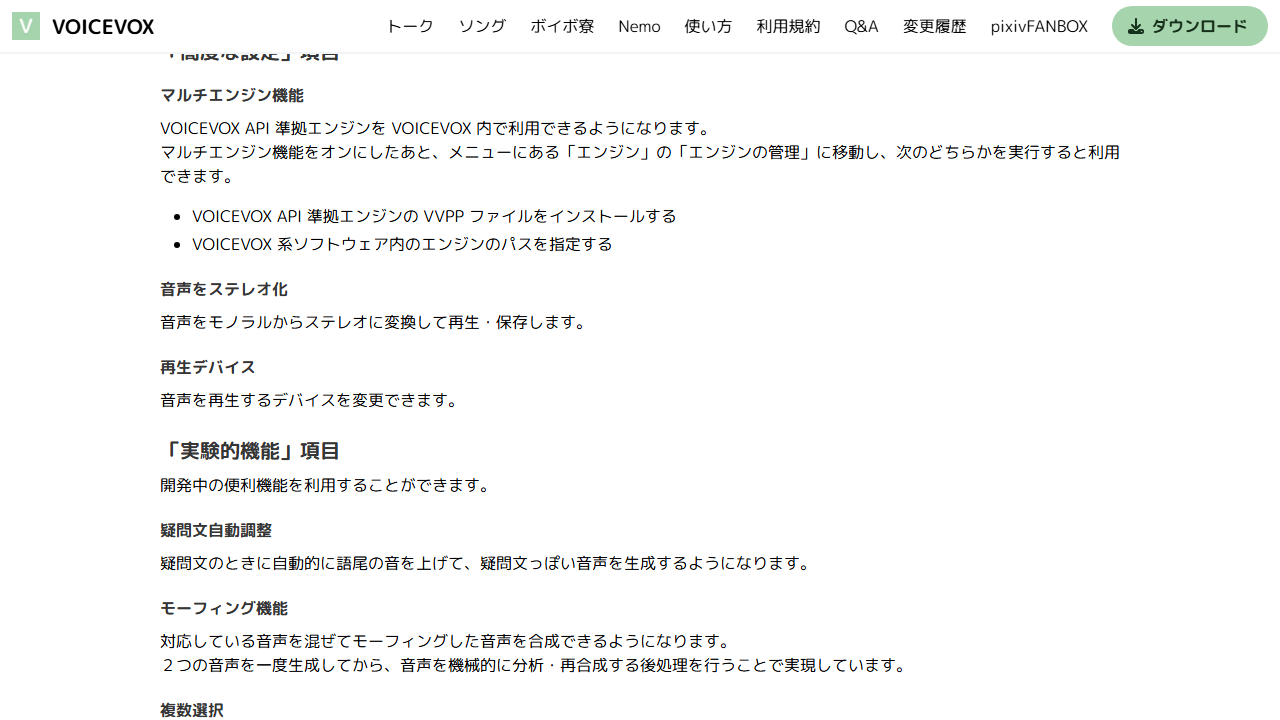 VOICEVOX
トーク ソング ボイボ寮 Nemo 使い方 利用規約 Q&A 変更履歴 pixivFANBOX ダウンロード
「高度な設定」項目
マルチエンジン機能
VOICEVOX API 準拠エンジンを VOICEVOX 内で利用できるようになります。
マルチエンジン機能をオンにしたあと、メニューにある「エンジン」の「エンジンの管理」に移動し、次のどちらかを実行すると利用
できます。
VOICEVOX API 準拠エンジンの VVPP ファイルをインストールする
VOICEVOX 系ソフトウェア内のエンジンのパスを指定する
音声をステレオ化
音声をモノラルからステレオに変換して再生・保存します。
再生デバイス
音声を再生するデバイスを変更できます。
「実験的機能」項目
開発中の便利機能を利用することができます。
疑問文自動調整
疑問文のときに自動的に語尾の音を上げて、疑問文っぽい音声を生成するようになります。
モーフィング機能
対応している音声を混ぜてモーフィングした音声を合成できるようになります。
２つの音声を一度生成してから、音声を機械的に分析・再合成する後処理を行うことで実現しています。
複数選択